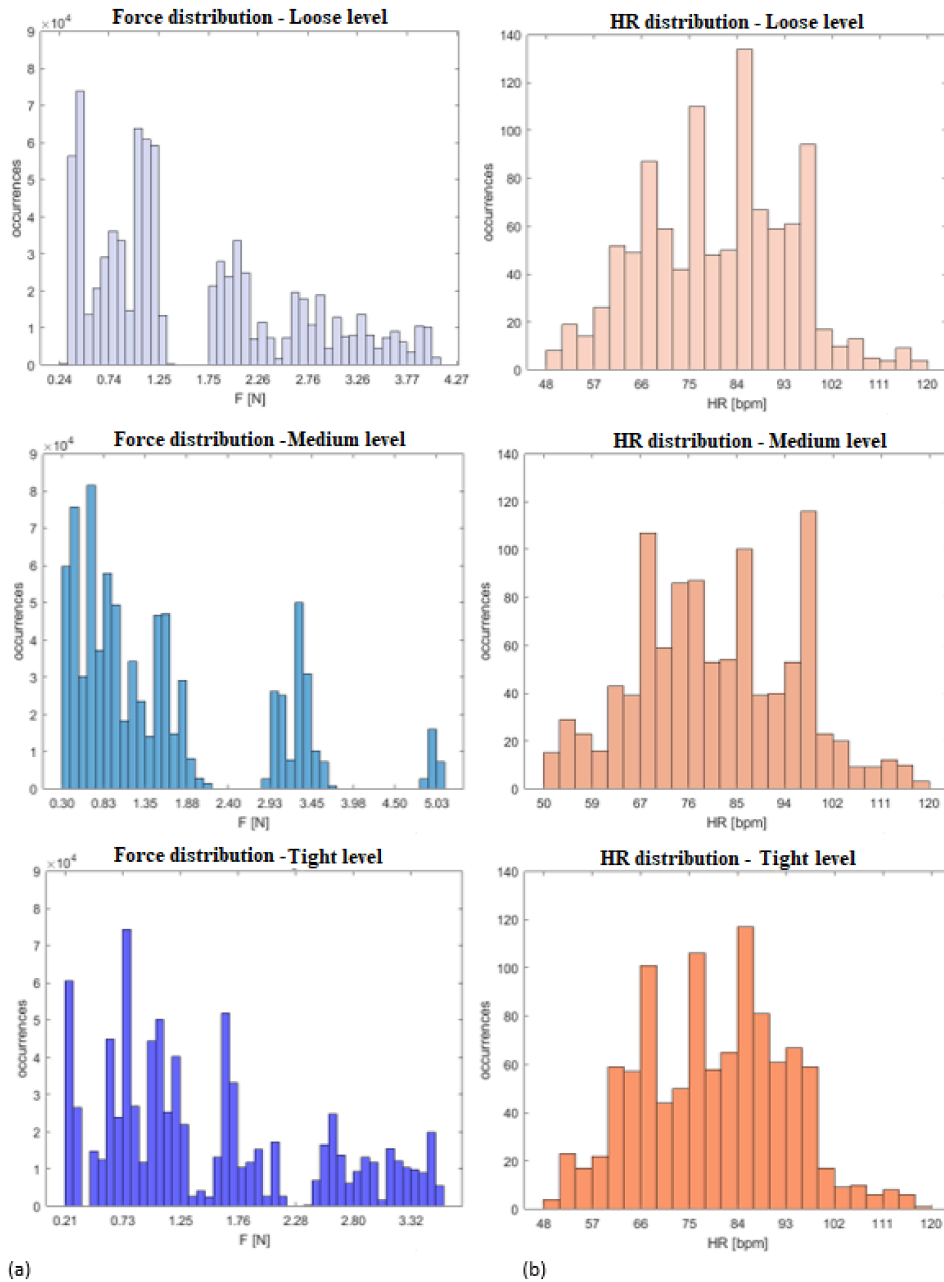 Force distribution - Loose level
×10⁴
9
8
7
6
5
4
3
2
1
0
occurrences
0.24 0.74 1.25 1.75 2.26 2.76 3.26 3.77 4.27
F [N]
HR distribution - Loose level
140
120
100
80
60
40
20
0
occurrences
48 57 66 75 84 93 102 111 120
HR [bpm]
Force distribution -Medium level
×10⁴
9
8
7
6
5
4
3
2
1
0
occurrences
0.30 0.83 1.35 1.88 2.40 2.93 3.45 3.98 4.50 5.03
F [N]
HR distribution - Medium level
140
120
100
80
60
40
20
0
occurrences
50 59 67 76 85 94 102 111 120
HR [bpm]
Force distribution -Tight level
×10⁴
9
8
7
6
5
4
3
2
1
0
occurrences
0.21 0.73 1.25 1.76 2.28 2.80 3.32
F [N]
HR distribution - Tight level
140
120
100
80
60
40
20
0
occurrences
48 57 66 75 84 93 102 111 120
HR [bpm]
(a)
(b)